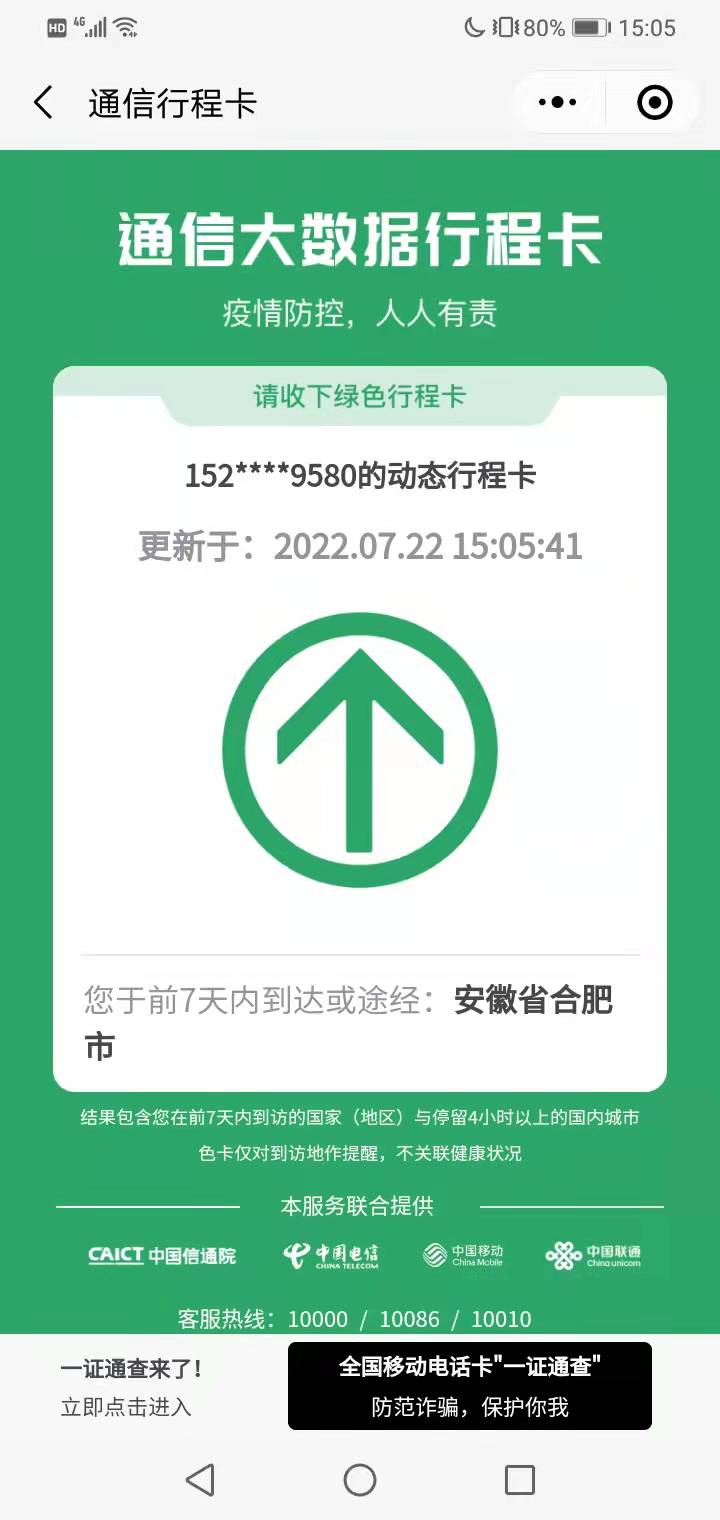 HD 4G 80% 15:05
通信行程卡
通信大数据行程卡
疫情防控，人人有责
请收下绿色行程卡
152****9580的动态行程卡
更新于：2022.07.22 15:05:41
您于前7天内到达或途经：安徽省合肥
市
结果包含您在前7天内到访的国家（地区）与停留4小时以上的国内城市
色卡仅对到访地作提醒，不关联健康状况
本服务联合提供
CAICT 中国信通院 中国电信 CHINA TELECOM 中国移动 China Mobile 中国联通 China unicom
客服热线：10000 / 10086 / 10010
一证通查来了！
立即点击进入
全国移动电话卡"一证通查"
防范诈骗，保护你我